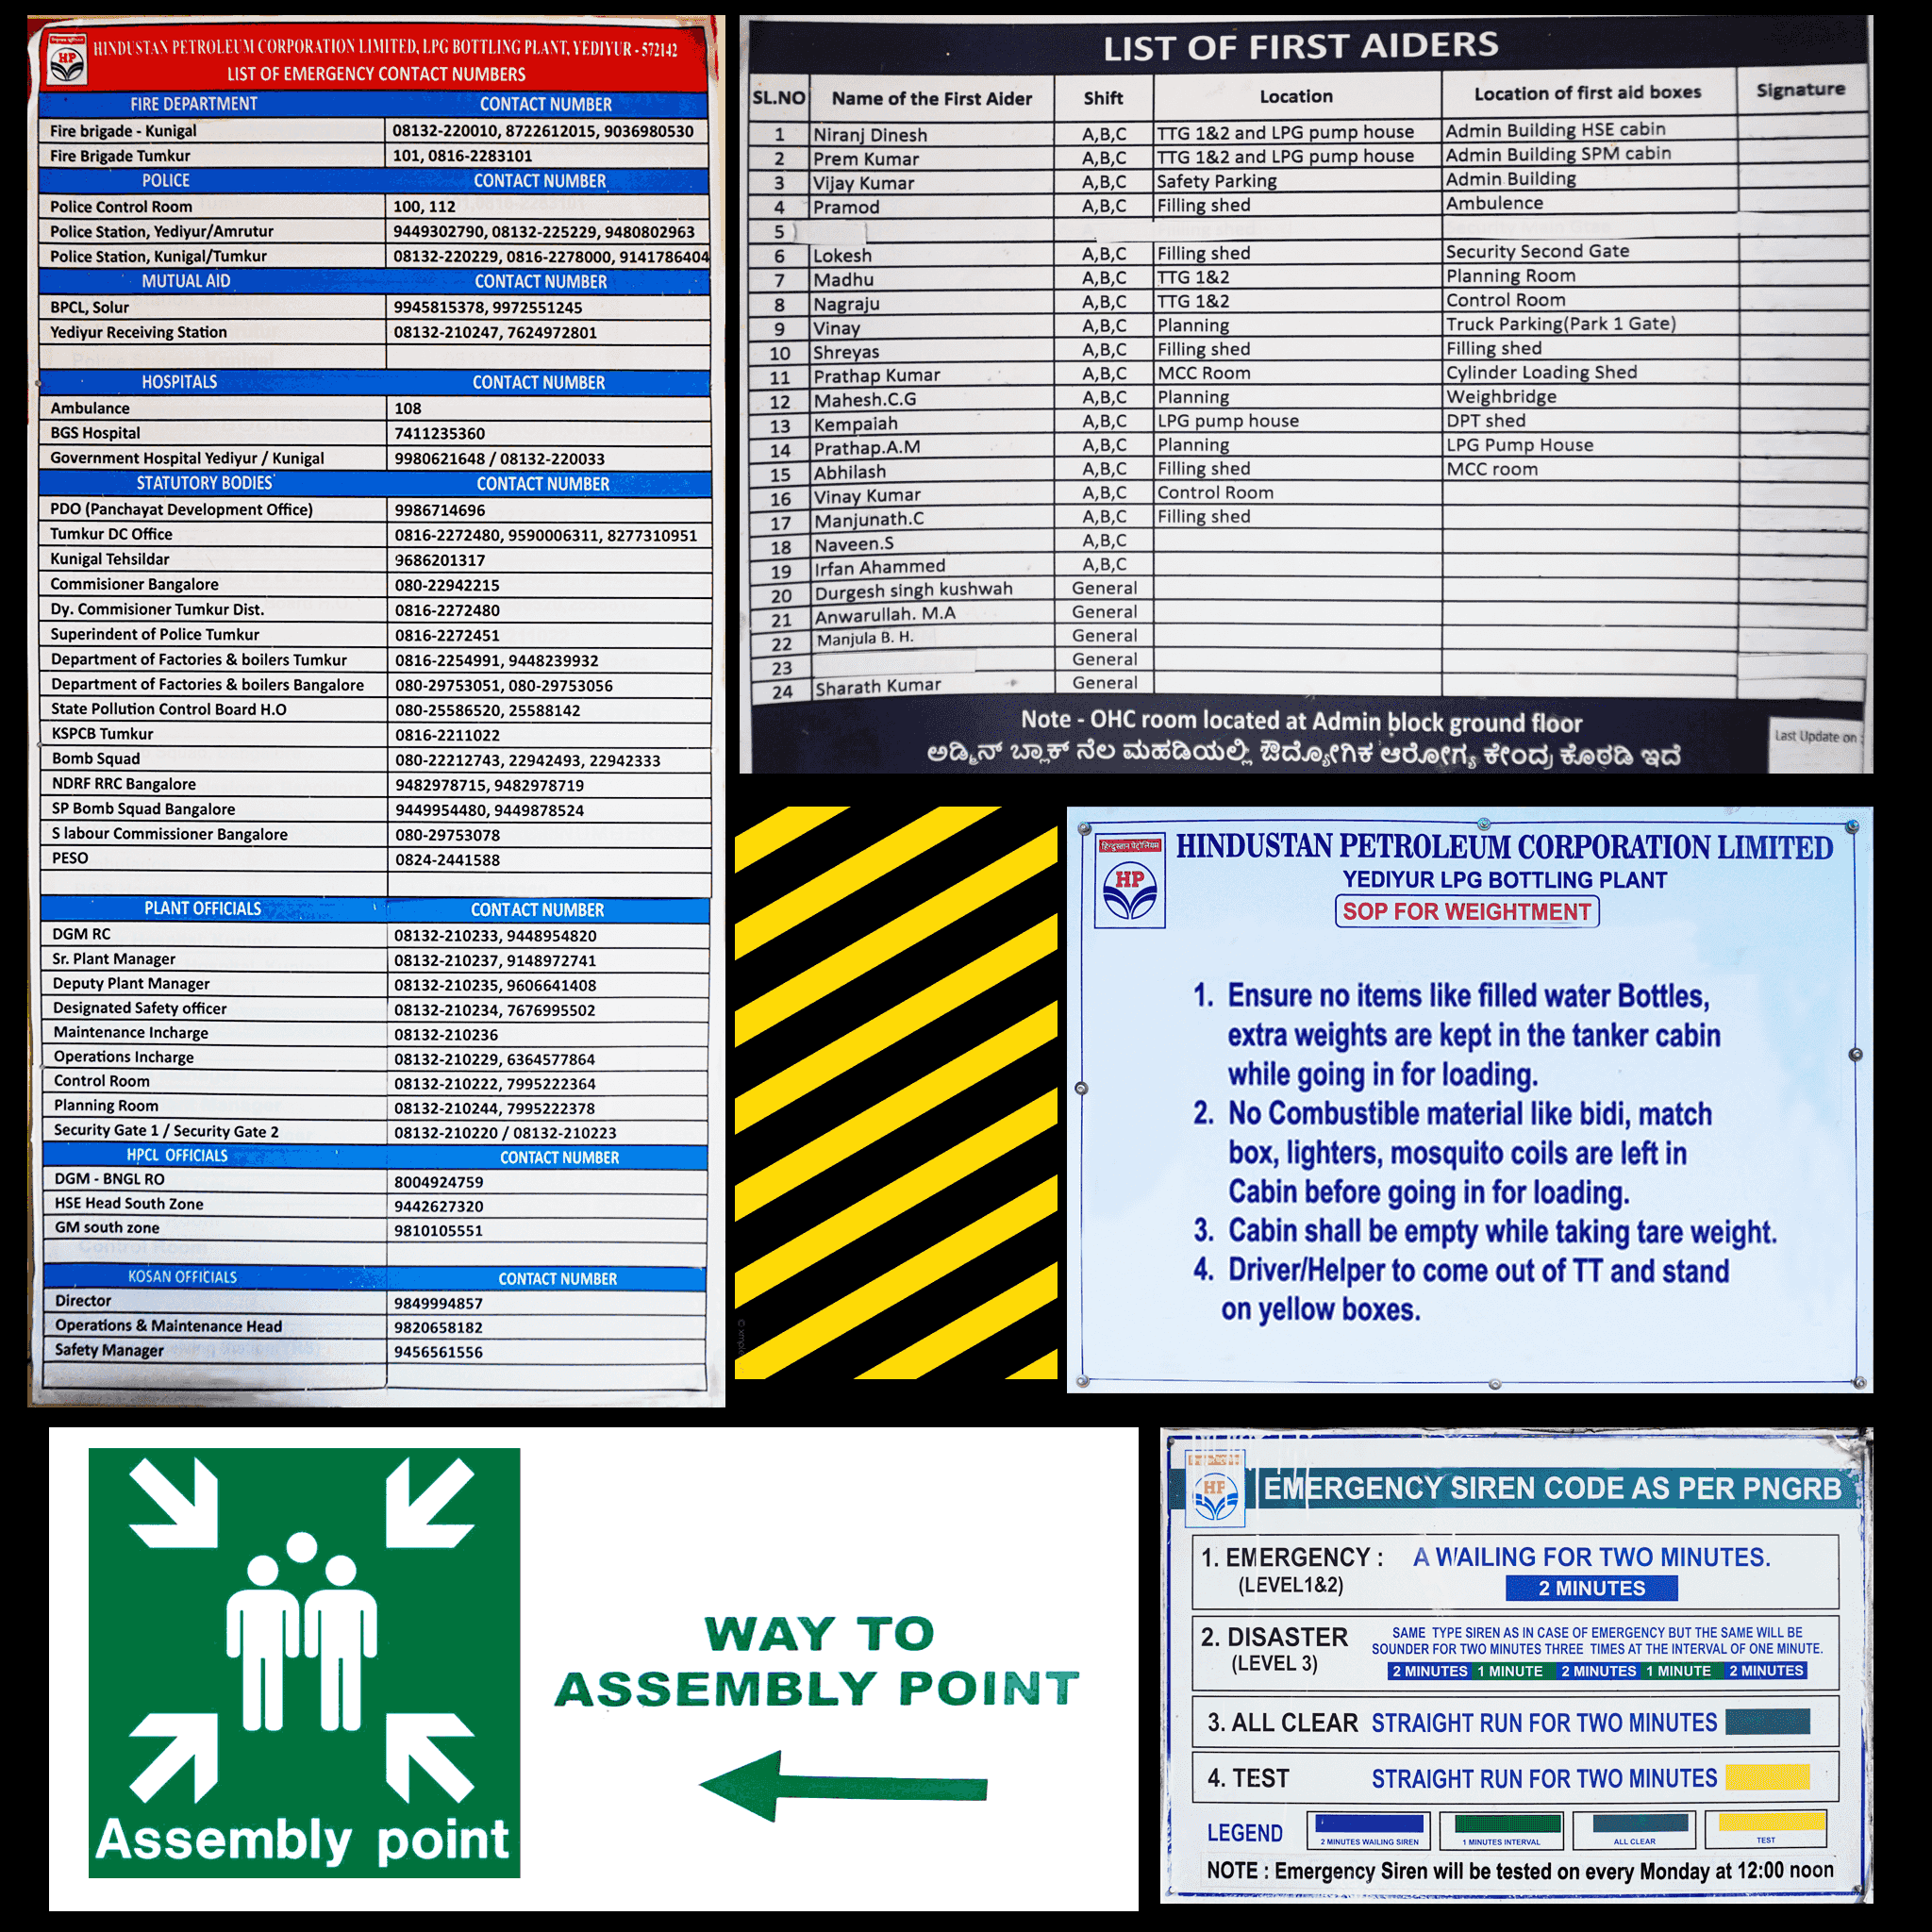 HINDUSTAN PETROLEUM CORPORATION LIMITED, LPG BOTTLING PLANT, YEDIYUR - 572142
HP
LIST OF EMERGENCY CONTACT NUMBERS
FIRE DEPARTMENT CONTACT NUMBER
Fire brigade - Kunigal 08132-220010, 8722612015, 9036980530
Fire Brigade Tumkur 101, 0816-2283101
POLICE CONTACT NUMBER
Police Control Room 100, 112
Police Station, Yediyur/Amrutur 9449302790, 08132-225229, 9480802963
Police Station, Kunigal/Tumkur 08132-220229, 0816-2278000, 9141786404
MUTUAL AID CONTACT NUMBER
BPCL, Solur 9945815378, 9972551245
Yediyur Receiving Station 08132-210247, 7624972801
HOSPITALS CONTACT NUMBER
Ambulance 108
BGS Hospital 7411235360
Government Hospital Yediyur / Kunigal 9980621648 / 08132-220033
STATUTORY BODIES CONTACT NUMBER
PDO (Panchayat Development Office) 9986714696
Tumkur DC Office 0816-2272480, 9590006311, 8277310951
Kunigal Tehsildar 9686201317
Commisioner Bangalore 080-22942215
Dy. Commisioner Tumkur Dist. 0816-2272480
Superindent of Police Tumkur 0816-2272451
Department of Factories & boilers Tumkur 0816-2254991, 9448239932
Department of Factories & boilers Bangalore 080-29753051, 080-29753056
State Pollution Control Board H.O 080-25586520, 25588142
KSPCB Tumkur 0816-2211022
Bomb Squad 080-22212743, 22942493, 22942333
NDRF RRC Bangalore 9482978715, 9482978719
SP Bomb Squad Bangalore 9449954480, 9449878524
S labour Commissioner Bangalore 080-29753078
PESO 0824-2441588
PLANT OFFICIALS CONTACT NUMBER
DGM RC 08132-210233, 9448954820
Sr. Plant Manager 08132-210237, 9148972741
Deputy Plant Manager 08132-210235, 9606641408
Designated Safety officer 08132-210234, 7676995502
Maintenance Incharge 08132-210236
Operations Incharge 08132-210229, 6364577864
Control Room 08132-210222, 7995222364
Planning Room 08132-210244, 7995222378
Security Gate 1 / Security Gate 2 08132-210220 / 08132-210223
HPCL OFFICIALS CONTACT NUMBER
DGM - BNGL RO 8004924759
HSE Head South Zone 9442627320
GM south zone 9810105551
KOSAN OFFICIALS CONTACT NUMBER
Director 9849994857
Operations & Maintenance Head 9820658182
Safety Manager 9456561556
LIST OF FIRST AIDERS
SL.NO Name of the First Aider Shift Location Location of first aid boxes Signature
1 Niranj Dinesh A,B,C TTG 1&2 and LPG pump house Admin Building HSE cabin
2 Prem Kumar A,B,C TTG 1&2 and LPG pump house Admin Building SPM cabin
3 Vijay Kumar A,B,C Safety Parking Admin Building
4 Pramod A,B,C Filling shed Ambulence
5
6 Lokesh A,B,C Filling shed Security Second Gate
7 Madhu A,B,C TTG 1&2 Planning Room
8 Nagraju A,B,C TTG 1&2 Control Room
9 Vinay A,B,C Planning Truck Parking(Park 1 Gate)
10 Shreyas A,B,C Filling shed Filling shed
11 Prathap Kumar A,B,C MCC Room Cylinder Loading Shed
12 Mahesh.C.G A,B,C Planning Weighbridge
13 Kempaiah A,B,C LPG pump house DPT shed
14 Prathap.A.M A,B,C Planning LPG Pump House
15 Abhilash A,B,C Filling shed MCC room
16 Vinay Kumar A,B,C Control Room
17 Manjunath.C A,B,C Filling shed
18 Naveen.S A,B,C
19 Irfan Ahammed A,B,C
20 Durgesh singh kushwah General
21 Anwarullah. M.A General
22 Manjula B. H. General
23 General
24 Sharath Kumar General
Note - OHC room located at Admin block ground floor
ಅಡ್ಮಿನ್ ಬ್ಲಾಕ್ ನೆಲ ಮಹಡಿಯಲ್ಲಿ ಔದ್ಯೋಗಿಕ ಆರೋಗ್ಯ ಕೇಂದ್ರ ಕೊಠಡಿ ಇದೆ
Last Update on :
हिन्दुस्तान पेट्रोलियम
HP
HINDUSTAN PETROLEUM CORPORATION LIMITED
YEDIYUR LPG BOTTLING PLANT
SOP FOR WEIGHTMENT
1. Ensure no items like filled water Bottles,
extra weights are kept in the tanker cabin
while going in for loading.
2. No Combustible material like bidi, match
box, lighters, mosquito coils are left in
Cabin before going in for loading.
3. Cabin shall be empty while taking tare weight.
4. Driver/Helper to come out of TT and stand
on yellow boxes.
Assembly point
WAY TO
ASSEMBLY POINT
HP
EMERGENCY SIREN CODE AS PER PNGRB
1. EMERGENCY : A WAILING FOR TWO MINUTES.
(LEVEL1&2) 2 MINUTES
2. DISASTER SAME TYPE SIREN AS IN CASE OF EMERGENCY BUT THE SAME WILL BE
(LEVEL 3) SOUNDER FOR TWO MINUTES THREE TIMES AT THE INTERVAL OF ONE MINUTE.
2 MINUTES 1 MINUTE 2 MINUTES 1 MINUTE 2 MINUTES
3. ALL CLEAR STRAIGHT RUN FOR TWO MINUTES
4. TEST STRAIGHT RUN FOR TWO MINUTES
LEGEND 2 MINUTES WAILING SIREN 1 MINUTES INTERVAL ALL CLEAR TEST
NOTE : Emergency Siren will be tested on every Monday at 12:00 noon